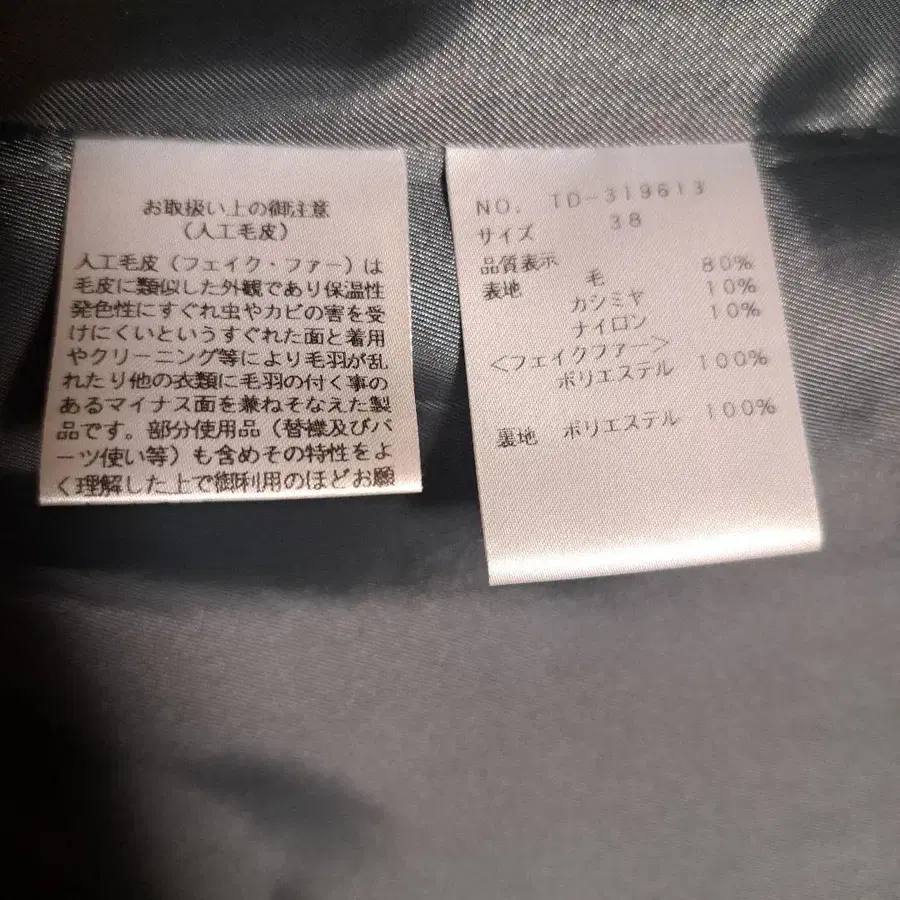 お取扱い上の御注意
（人工毛皮）
人工毛皮（フェイク・ファー）は
毛皮に類似した外観であり保温性
発色性にすぐれ虫やカビの害を受
けにくいというすぐれた面と着用
やクリーニング等により毛羽が乱
れたり他の衣類に毛羽の付く事の
あるマイナス面を兼ねそなえた製
品です。部分使用品（替襟及びパ
ーツ使い等）も含めその特性をよ
く理解した上で御利用のほどお願
NO. TD-319613
サイズ 38
品質表示
表地 毛 80%
カシミヤ 10%
ナイロン 10%
＜フェイクファー＞
ポリエステル 100%
裏地 ポリエステル 100%